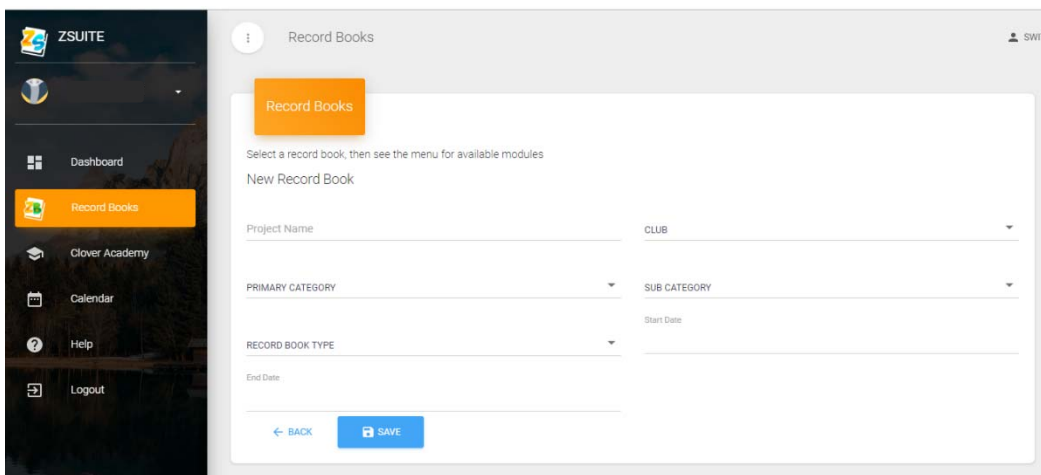 ZSUITE
Dashboard
Record Books
Clover Academy
Calendar
Help
Logout
Record Books
SWI
Record Books
Select a record book, then see the menu for available modules
New Record Book
Project Name
CLUB
PRIMARY CATEGORY
SUB CATEGORY
RECORD BOOK TYPE
Start Date
End Date
BACK
SAVE